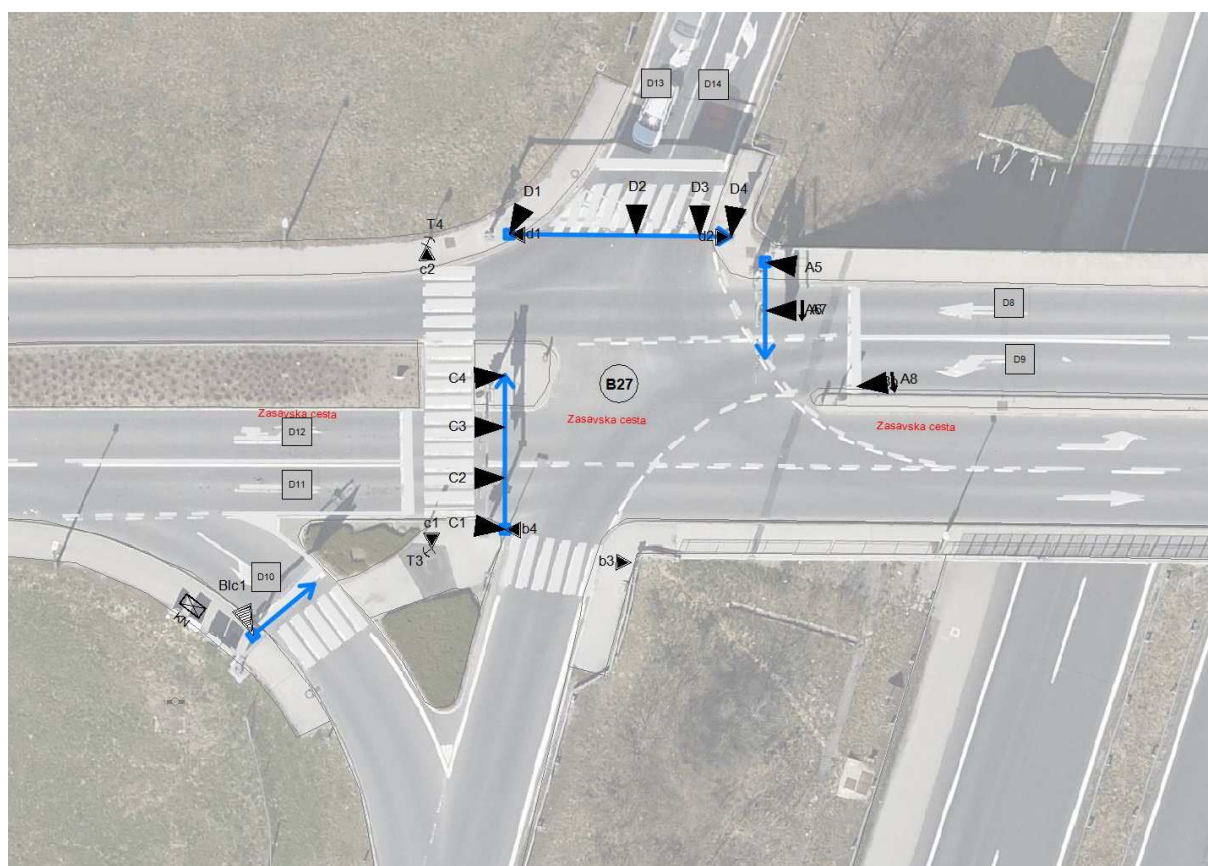 D13
D14
D1
D2
D3
D4
T4
d1
d2
c2
A5
D8
A7
D9
C4
B27
A8
Zasavska cesta
Zasavska cesta
Zasavska cesta
C3
D12
C2
D11
C1
c1
b4
T3
b3
Blc1
D10
KN